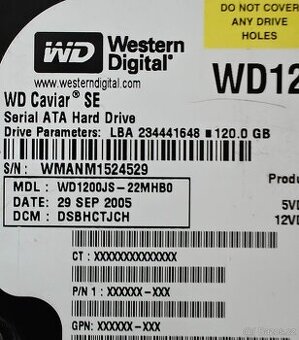 DO NOT COVER
ANY DRIVE
HOLES
WD
Western
Digital
www.westerndigital.com
WD12
WD Caviar® SE
Serial ATA Hard Drive
Drive Parameters: LBA 234441648 ■ 120.0 GB
S/N: WMANM1524529
MDL: WD1200JS-22MHB0
DATE: 29 SEP 2005
DCM: DSBHCTJCH
Produ
5VD
12VD
CT: XXXXXXXXXXXXXX
P/N 1: XXXXXX-XXX
GPN: XXXXXX-XXX